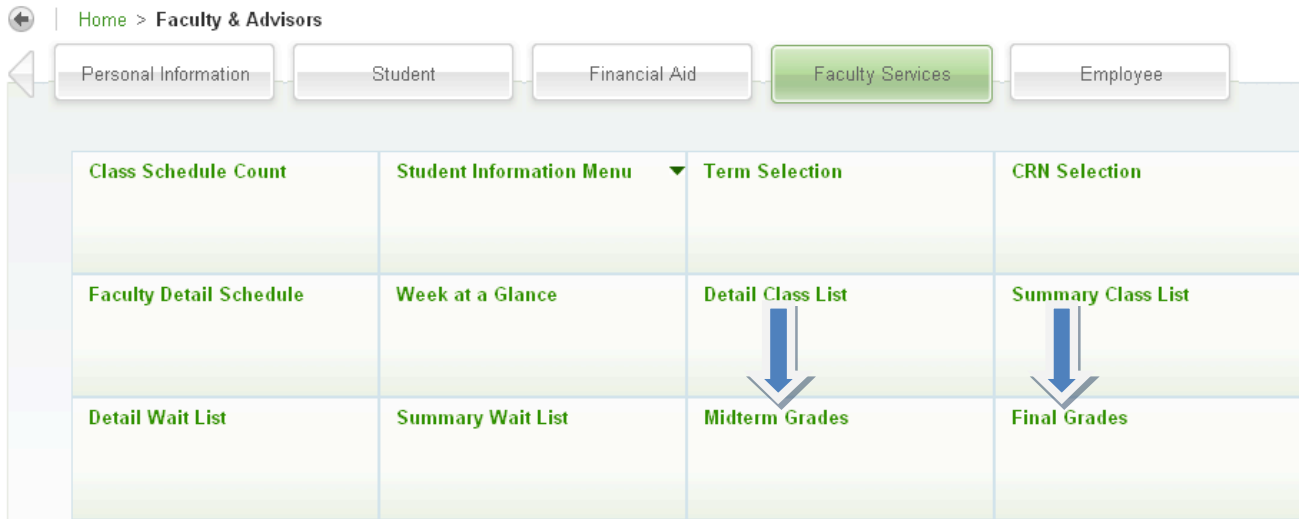 Home > Faculty & Advisors
Personal Information Student Financial Aid Faculty Services Employee
Class Schedule Count Student Information Menu Term Selection CRN Selection
Faculty Detail Schedule Week at a Glance Detail Class List Summary Class List
Detail Wait List Summary Wait List Midterm Grades Final Grades